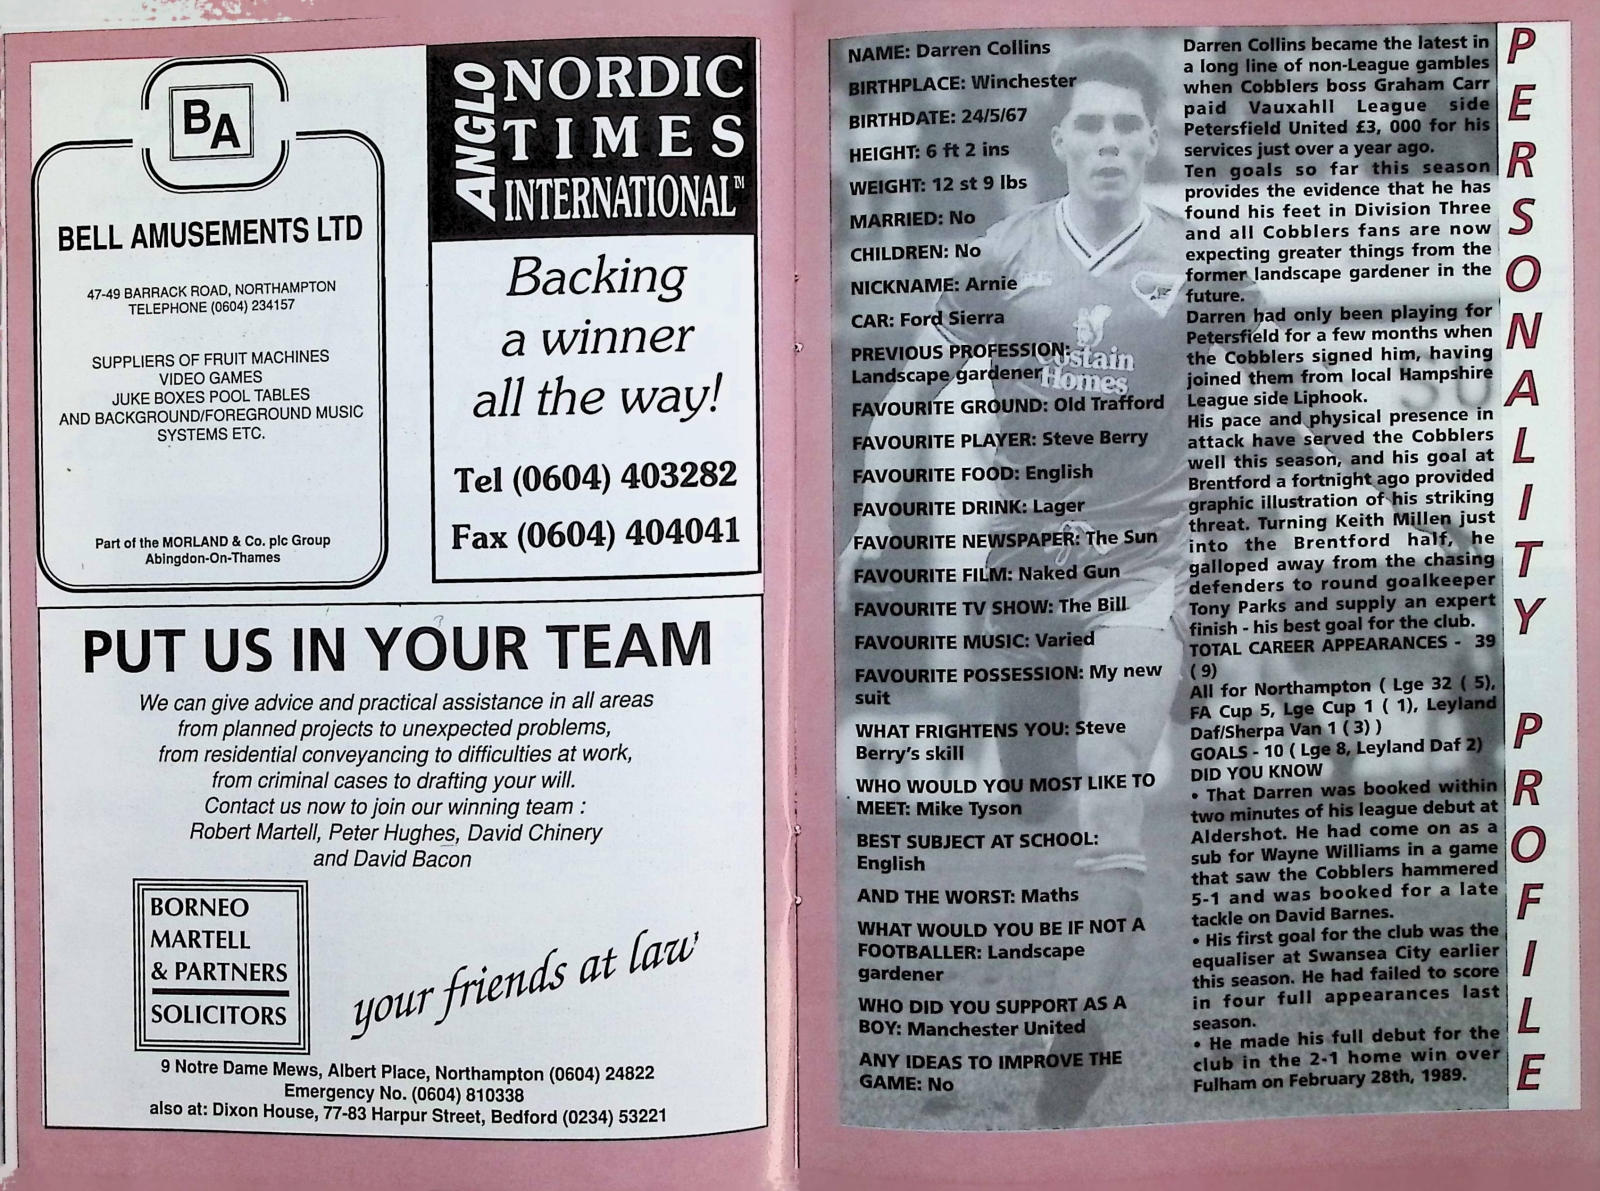 BA
BELL AMUSEMENTS LTD
47-49 BARRACK ROAD, NORTHAMPTON
TELEPHONE (0604) 234157
SUPPLIERS OF FRUIT MACHINES
VIDEO GAMES
JUKE BOXES POOL TABLES
AND BACKGROUND/FOREGROUND MUSIC
SYSTEMS ETC.
Part of the MORLAND & Co. plc Group
Abingdon-On-Thames
ANGLO
NORDIC
TIMES
INTERNATIONAL™
Backing
a winner
all the way!
Tel (0604) 403282
Fax (0604) 404041
PUT US IN YOUR TEAM
We can give advice and practical assistance in all areas
from planned projects to unexpected problems,
from residential conveyancing to difficulties at work,
from criminal cases to drafting your will.
Contact us now to join our winning team :
Robert Martell, Peter Hughes, David Chinery
and David Bacon
BORNEO
MARTELL
& PARTNERS
SOLICITORS
your friends at law
9 Notre Dame Mews, Albert Place, Northampton (0604) 24822
Emergency No. (0604) 810338
also at: Dixon House, 77-83 Harpur Street, Bedford (0234) 53221
NAME: Darren Collins
BIRTHPLACE: Winchester
BIRTHDATE: 24/5/67
HEIGHT: 6 ft 2 ins
WEIGHT: 12 st 9 lbs
MARRIED: No
CHILDREN: No
NICKNAME: Arnie
CAR: Ford Sierra
PREVIOUS PROFESSION:
Landscape gardener
FAVOURITE GROUND: Old Trafford
FAVOURITE PLAYER: Steve Berry
FAVOURITE FOOD: English
FAVOURITE DRINK: Lager
FAVOURITE NEWSPAPER: The Sun
FAVOURITE FILM: Naked Gun
FAVOURITE TV SHOW: The Bill
FAVOURITE MUSIC: Varied
FAVOURITE POSSESSION: My new
suit
WHAT FRIGHTENS YOU: Steve
Berry's skill
WHO WOULD YOU MOST LIKE TO
MEET: Mike Tyson
BEST SUBJECT AT SCHOOL:
English
AND THE WORST: Maths
WHAT WOULD YOU BE IF NOT A
FOOTBALLER: Landscape
gardener
WHO DID YOU SUPPORT AS A
BOY: Manchester United
ANY IDEAS TO IMPROVE THE
GAME: No
Costain
Homes
Darren Collins became the latest in
a long line of non-League gambles
when Cobblers boss Graham Carr
paid Vauxahll League side
Petersfield United £3, 000 for his
services just over a year ago.
Ten goals so far this season
provides the evidence that he has
found his feet in Division Three
and all Cobblers fans are now
expecting greater things from the
former landscape gardener in the
future.
Darren had only been playing for
Petersfield for a few months when
the Cobblers signed him, having
joined them from local Hampshire
League side Liphook.
His pace and physical presence in
attack have served the Cobblers
well this season, and his goal at
Brentford a fortnight ago provided
graphic illustration of his striking
threat. Turning Keith Millen just
into the Brentford half, he
galloped away from the chasing
defenders to round goalkeeper
Tony Parks and supply an expert
finish - his best goal for the club.
TOTAL CAREER APPEARANCES - 39
( 9)
All for Northampton ( Lge 32 ( 5),
FA Cup 5, Lge Cup 1 ( 1), Leyland
Daf/Sherpa Van 1 ( 3) )
GOALS - 10 ( Lge 8, Leyland Daf 2)
DID YOU KNOW
• That Darren was booked within
two minutes of his league debut at
Aldershot. He had come on as a
sub for Wayne Williams in a game
that saw the Cobblers hammered
5-1 and was booked for a late
tackle on David Barnes.
• His first goal for the club was the
equaliser at Swansea City earlier
this season. He had failed to score
in four full appearances last
season.
• He made his full debut for the
club in the 2-1 home win over
Fulham on February 28th, 1989.
PERSONALITY PROFILE